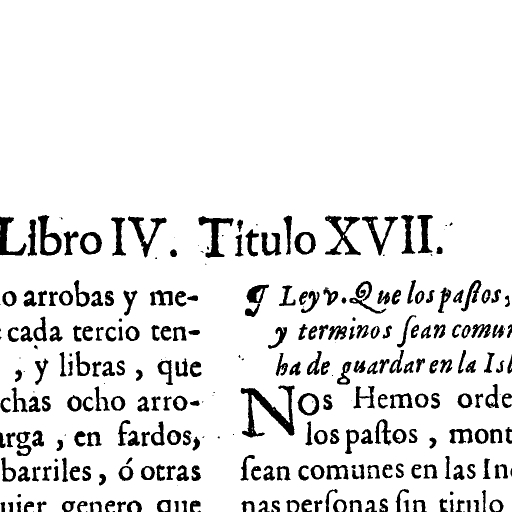 Libro IV. Titulo XVII.
o arrobas y me-
cada tercio ten-
, y libras, que
chas ocho arro-
arga, en fardos,
barriles, ó otras
uier genero que
¶ Ley v. Que los pastos,
y terminos sean comun
ha de guardar en la Isl
NOs Hemos orde
los pastos, mont
sean comunes en las In
nas personas sin titulo